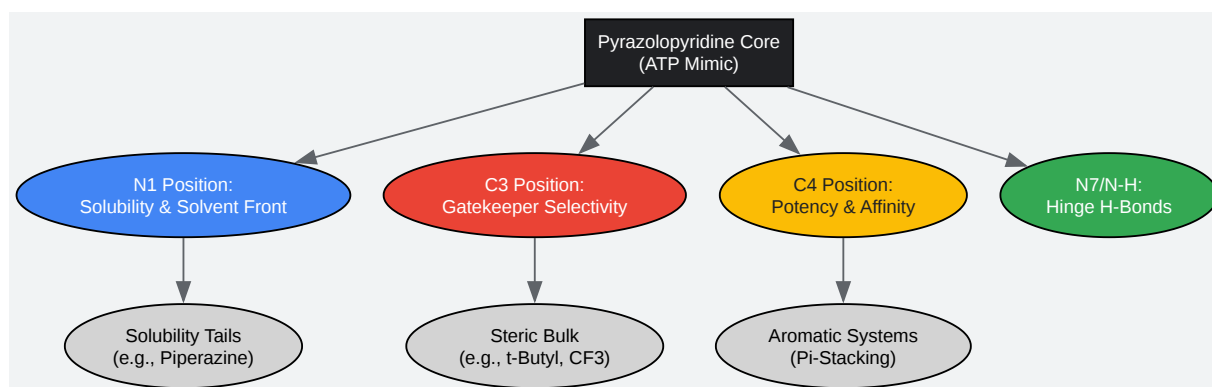 Pyrazolopyridine Core
(ATP Mimic)
N1 Position:
Solubility & Solvent Front
C3 Position:
Gatekeeper Selectivity
C4 Position:
Potency & Affinity
N7/N-H:
Hinge H-Bonds
Solubility Tails
(e.g., Piperazine)
Steric Bulk
(e.g., t-Butyl, CF3)
Aromatic Systems
(Pi-Stacking)